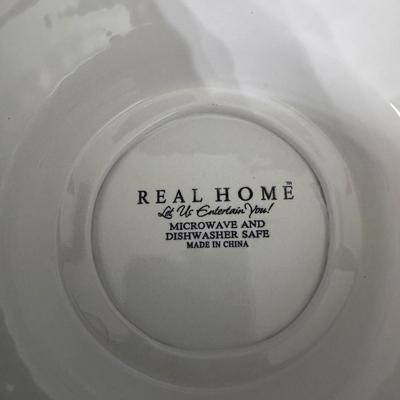 REAL HOME™
Let Us Entertain You!
MICROWAVE AND
DISHWASHER SAFE
MADE IN CHINA